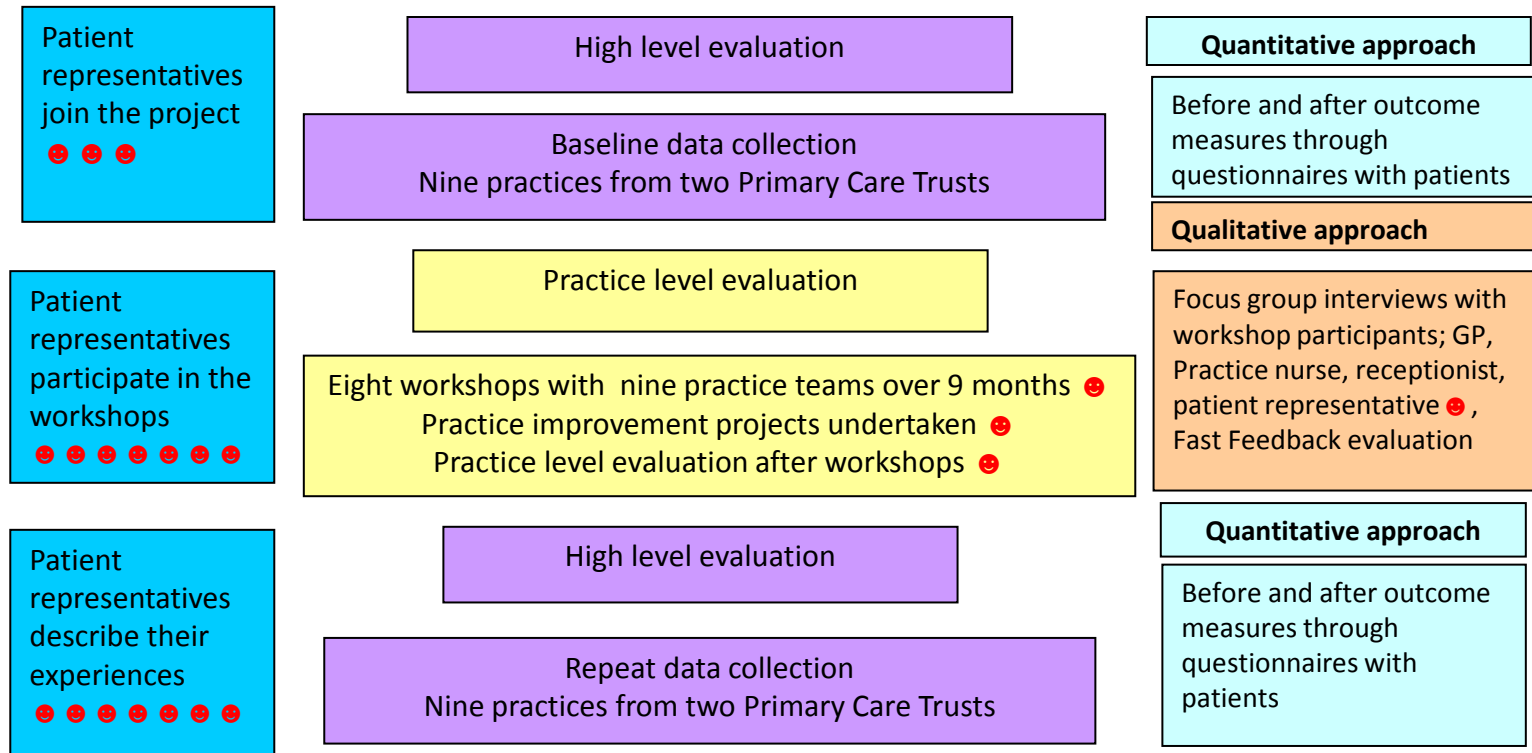 Patient
representatives
join the project
☻ ☻ ☻
High level evaluation
Baseline data collection
Nine practices from two Primary Care Trusts
Quantitative approach
Before and after outcome
measures through
questionnaires with patients
Patient
representatives
participate in the
workshops
☻ ☻ ☻ ☻ ☻ ☻ ☻
Practice level evaluation
Eight workshops with nine practice teams over 9 months ☻
Practice improvement projects undertaken ☻
Practice level evaluation after workshops ☻
Qualitative approach
Focus group interviews with
workshop participants; GP,
Practice nurse, receptionist,
patient representative ☻ ,
Fast Feedback evaluation
Patient
representatives
describe their
experiences
☻ ☻ ☻ ☻ ☻ ☻ ☻
High level evaluation
Repeat data collection
Nine practices from two Primary Care Trusts
Quantitative approach
Before and after outcome
measures through
questionnaires with
patients